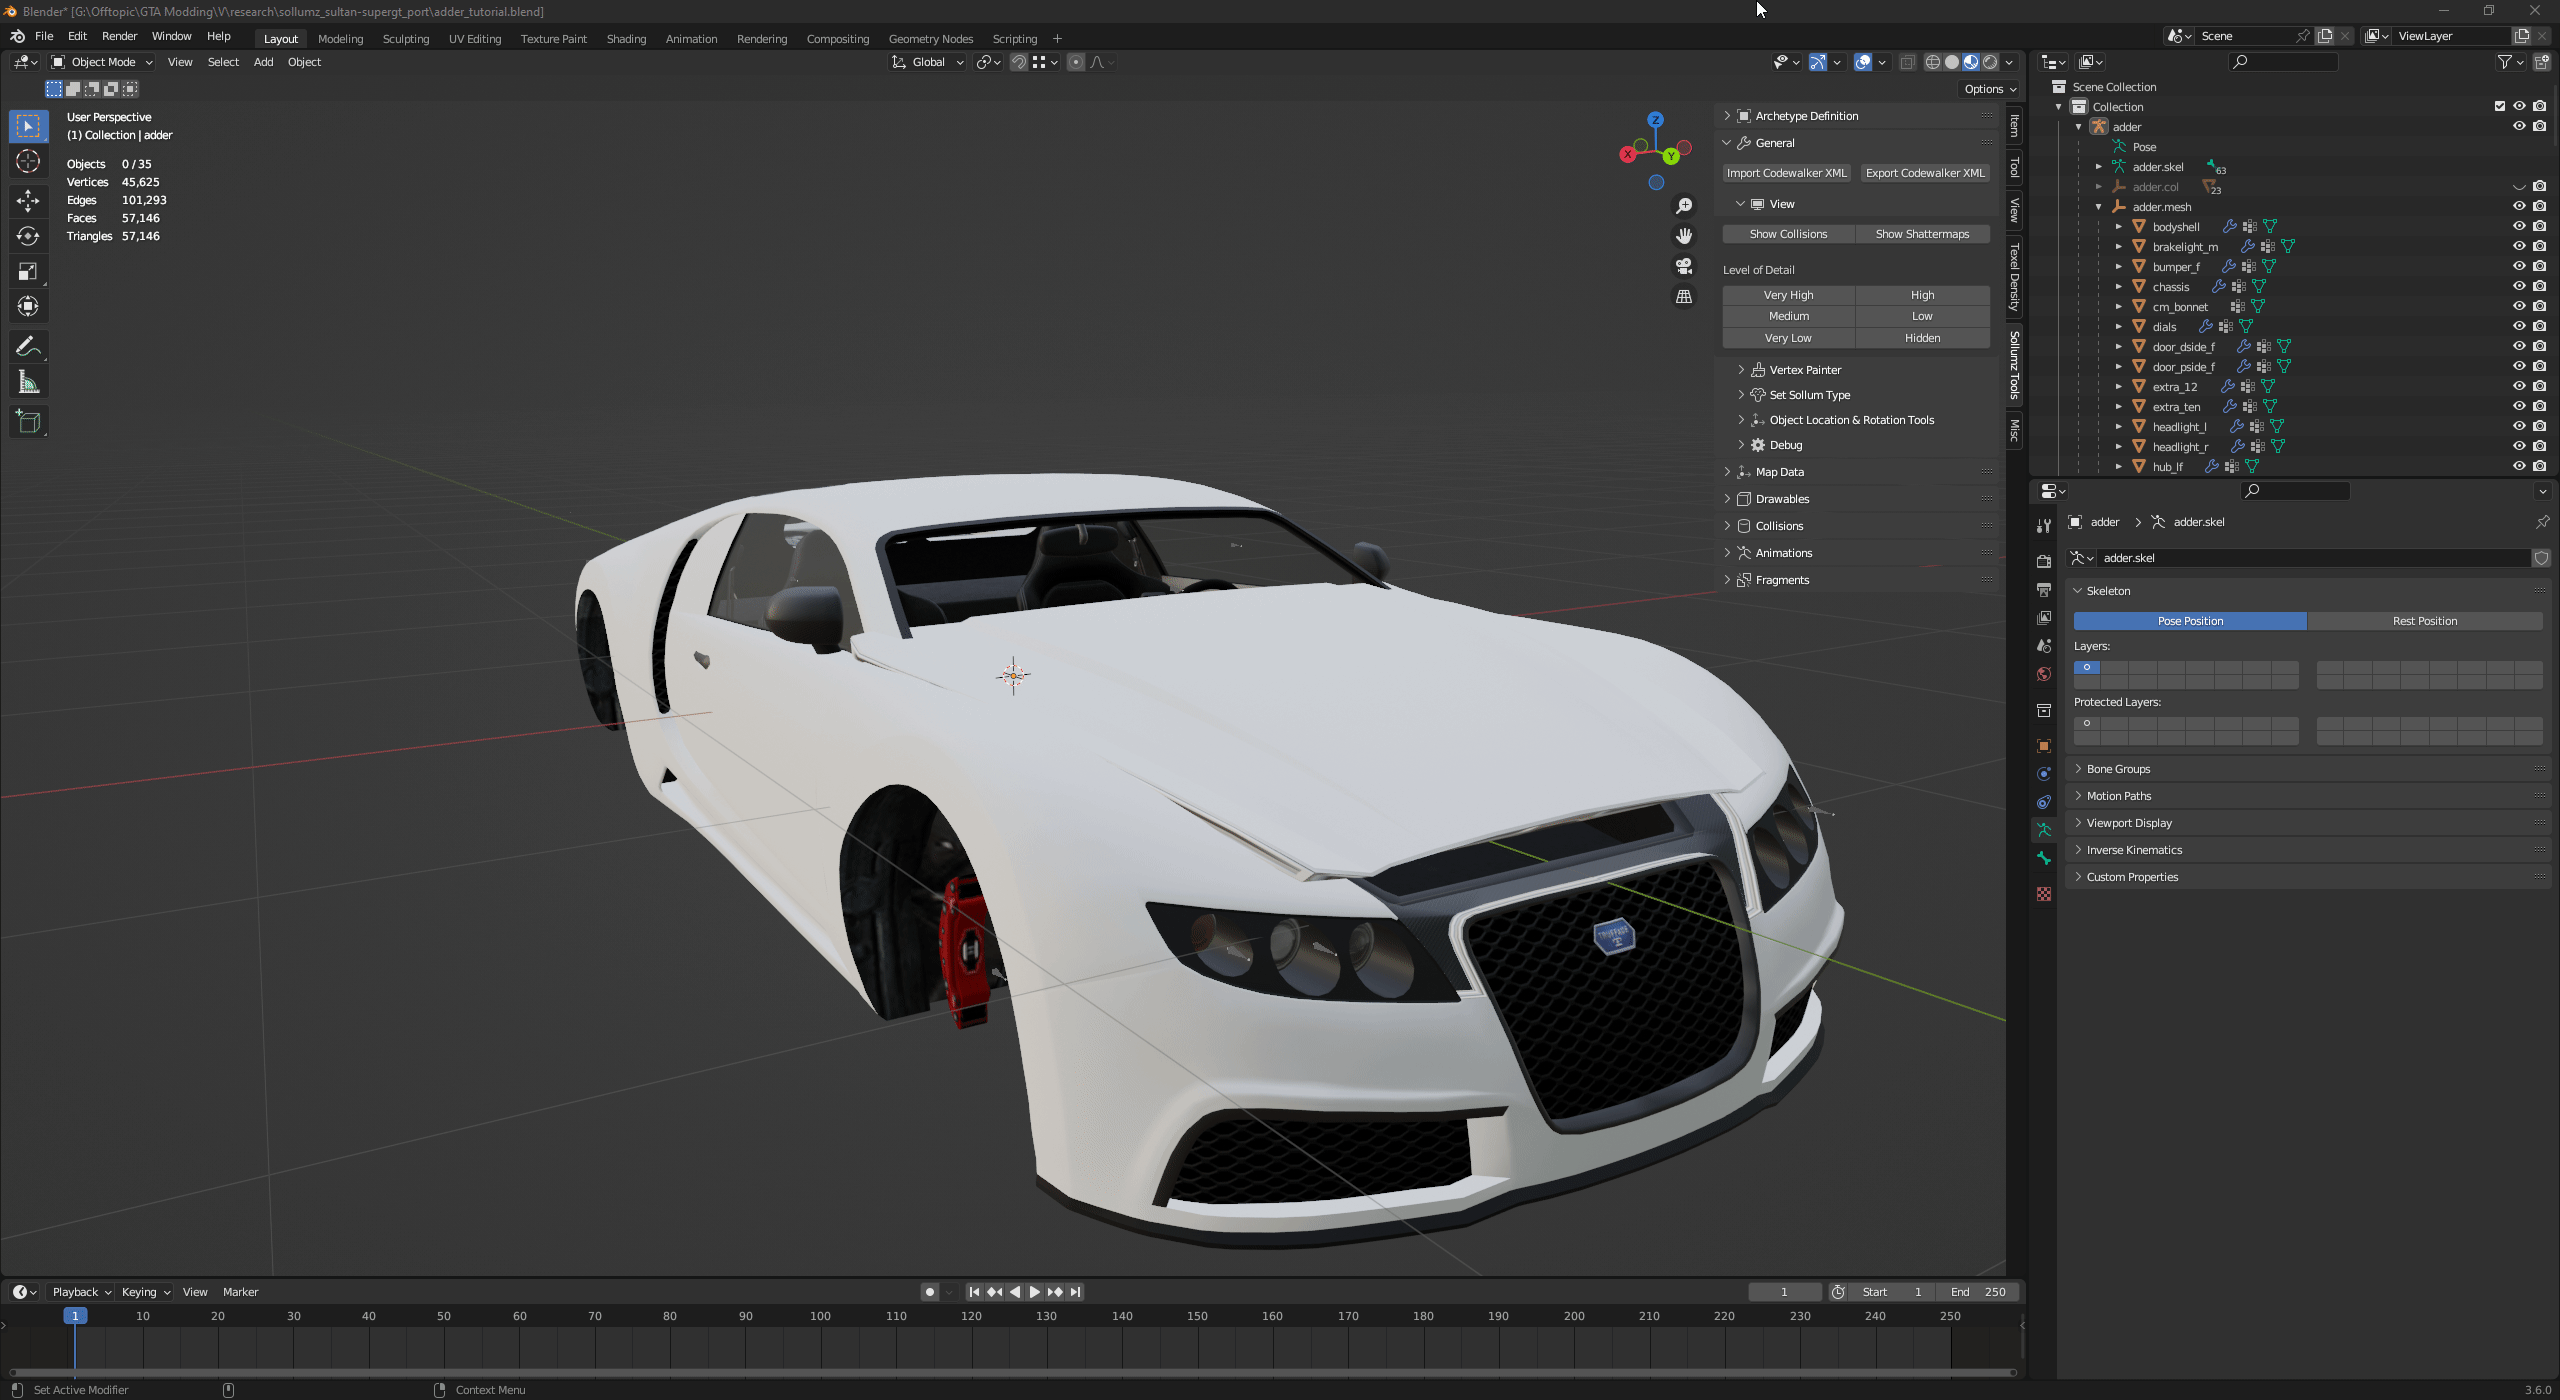 Blender* [G:\Offtopic\GTA Modding\V\research\sollumz_sultan-supergt_port\adder_tutorial.blend]
File Edit Render Window Help
Layout Modeling Sculpting UV Editing Texture Paint Shading Animation Rendering Compositing Geometry Nodes Scripting +
Scene
ViewLayer
Object Mode View Select Add Object
Global
Options
User Perspective
(1) Collection | adder
Objects 0 / 35
Vertices 45,625
Edges 101,293
Faces 57,146
Triangles 57,146
Z
X
Y
Archetype Definition
General
Import Codewalker XML Export Codewalker XML
View
Show Collisions Show Shattermaps
Level of Detail
Very High High
Medium Low
Very Low Hidden
Vertex Painter
Set Sollum Type
Object Location & Rotation Tools
Debug
Map Data
Drawables
Collisions
Animations
Fragments
Item
Tool
View
Texel Density
Sollumz Tools
Misc
TRUFFADE
Scene Collection
Collection
adder
Pose
adder.skel 63
adder.col 23
adder.mesh
bodyshell
brakelight_m
bumper_f
chassis
cm_bonnet
dials
door_dside_f
door_pside_f
extra_12
extra_ten
headlight_l
headlight_r
hub_lf
adder > adder.skel
adder.skel
Skeleton
Pose Position Rest Position
Layers:
Protected Layers:
Bone Groups
Motion Paths
Viewport Display
Inverse Kinematics
Custom Properties
Playback Keying View Marker
1 Start 1 End 250
1 10 20 30 40 50 60 70 80 90 100 110 120 130 140 150 160 170 180 190 200 210 220 230 240 250
Set Active Modifier
Context Menu
3.6.0